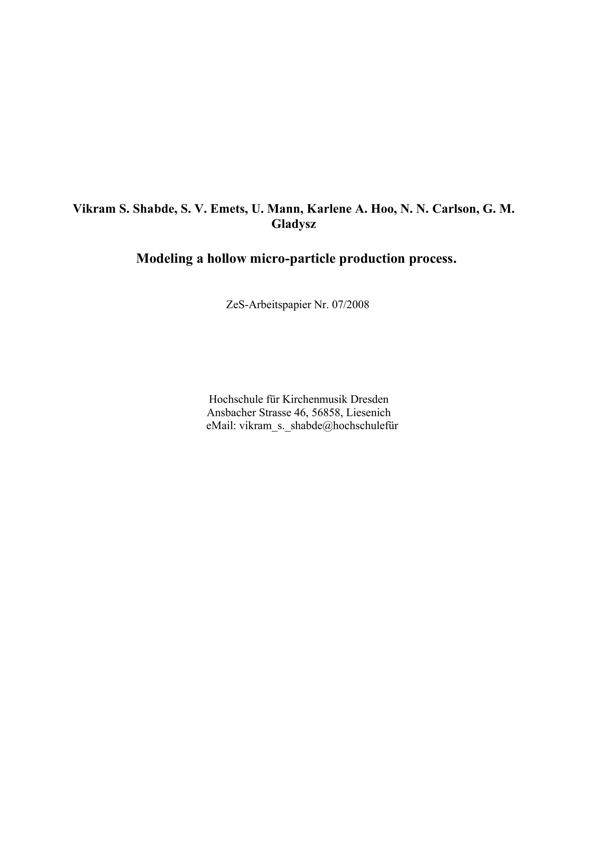 Vikram S. Shabde, S. V. Emets, U. Mann, Karlene A. Hoo, N. N. Carlson, G. M.
Gladysz
Modeling a hollow micro-particle production process.
ZeS-Arbeitspapier Nr. 07/2008
Hochschule für Kirchenmusik Dresden
Ansbacher Strasse 46, 56858, Liesenich
eMail: vikram_s._shabde@hochschulefür